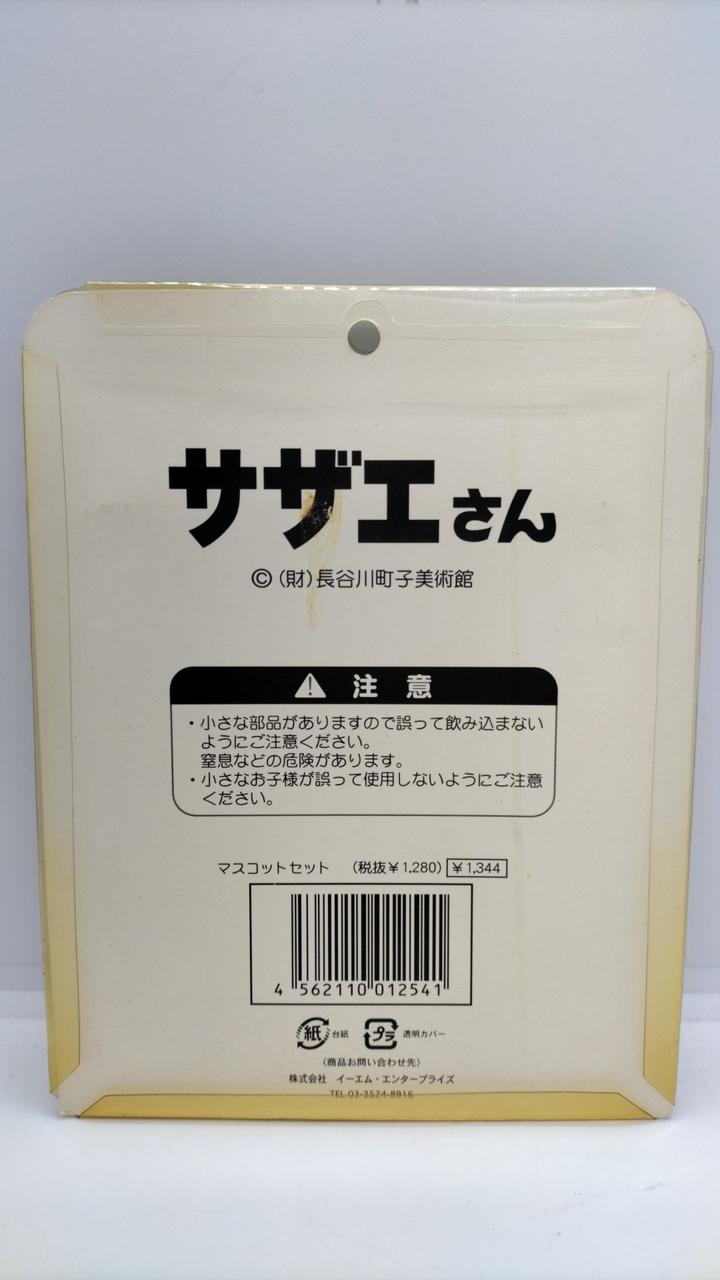 サザエさん
© (財)長谷川町子美術館
注 意
・小さな部品がありますので誤って飲み込まない
ようにご注意ください。
窒息などの危険があります。
・小さなお子様が誤って使用しないようにご注意
ください。
マスコットセット (税抜¥1,280) ¥1,344
4 562110 012541
紙 台紙 プラ 透明カバー
〈商品お問い合わせ先〉
株式会社 イーエム・エンタープライズ
TEL 03-3524-8916